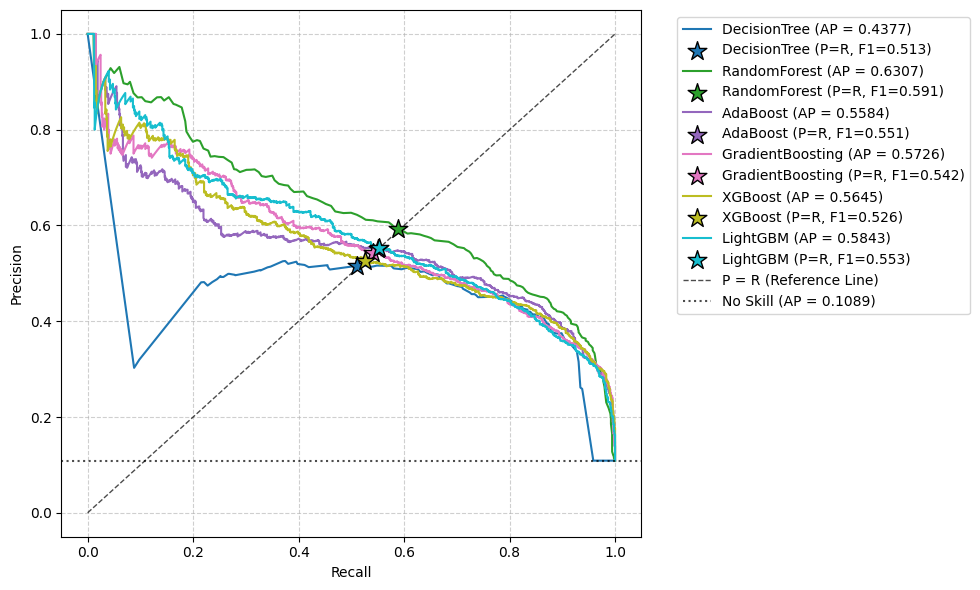 1.0
0.8
0.6
0.4
0.2
0.0
Precision
0.0 0.2 0.4 0.6 0.8 1.0
Recall
DecisionTree (AP = 0.4377)
DecisionTree (P=R, F1=0.513)
RandomForest (AP = 0.6307)
RandomForest (P=R, F1=0.591)
AdaBoost (AP = 0.5584)
AdaBoost (P=R, F1=0.551)
GradientBoosting (AP = 0.5726)
GradientBoosting (P=R, F1=0.542)
XGBoost (AP = 0.5645)
XGBoost (P=R, F1=0.526)
LightGBM (AP = 0.5843)
LightGBM (P=R, F1=0.553)
P = R (Reference Line)
No Skill (AP = 0.1089)